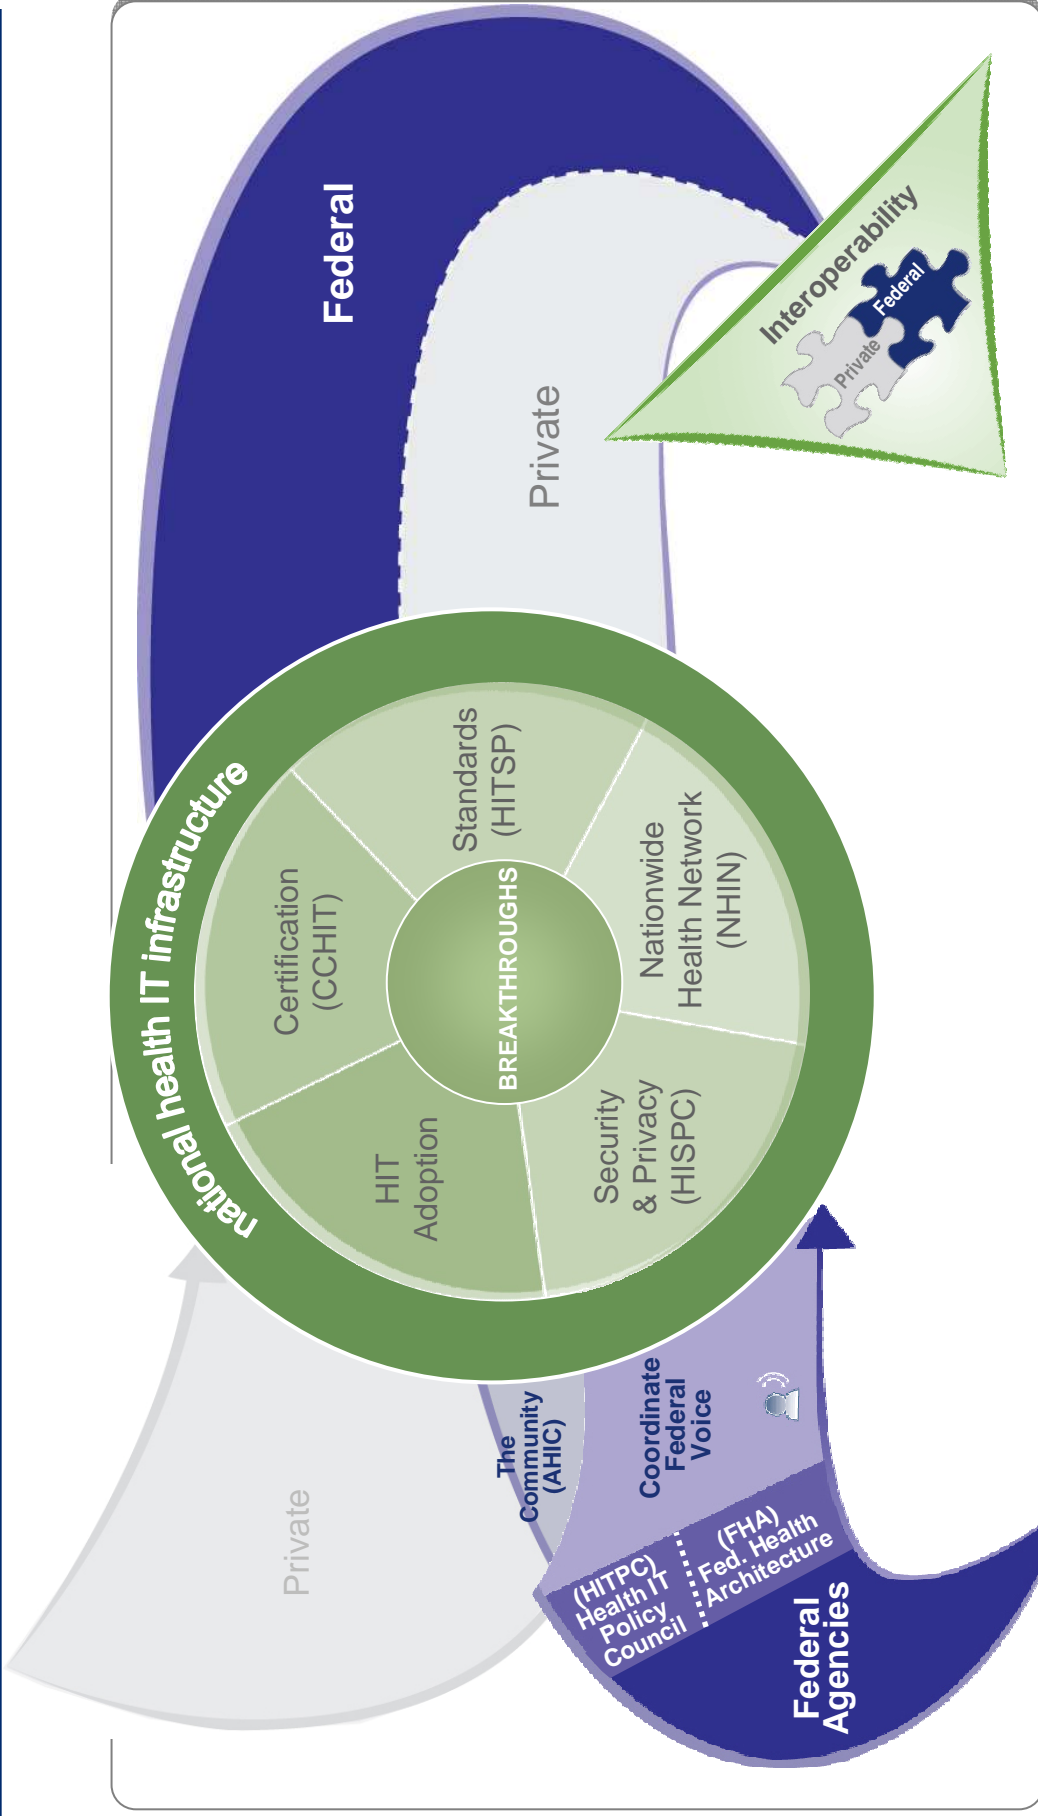 Private
Federal
Agencies
(HITPC)
Health IT
Policy
Council
(FHA)
Fed. Health
Architecture
The
Community
(AHIC)
Coordinate
Federal
Voice
national health IT infrastructure
HIT
Adoption
Certification
(CCHIT)
Standards
(HITSP)
Nationwide
Health Network
(NHIN)
Security
& Privacy
(HISPC)
BREAKTHROUGHS
Federal
Private
Interoperability
Private
Federal